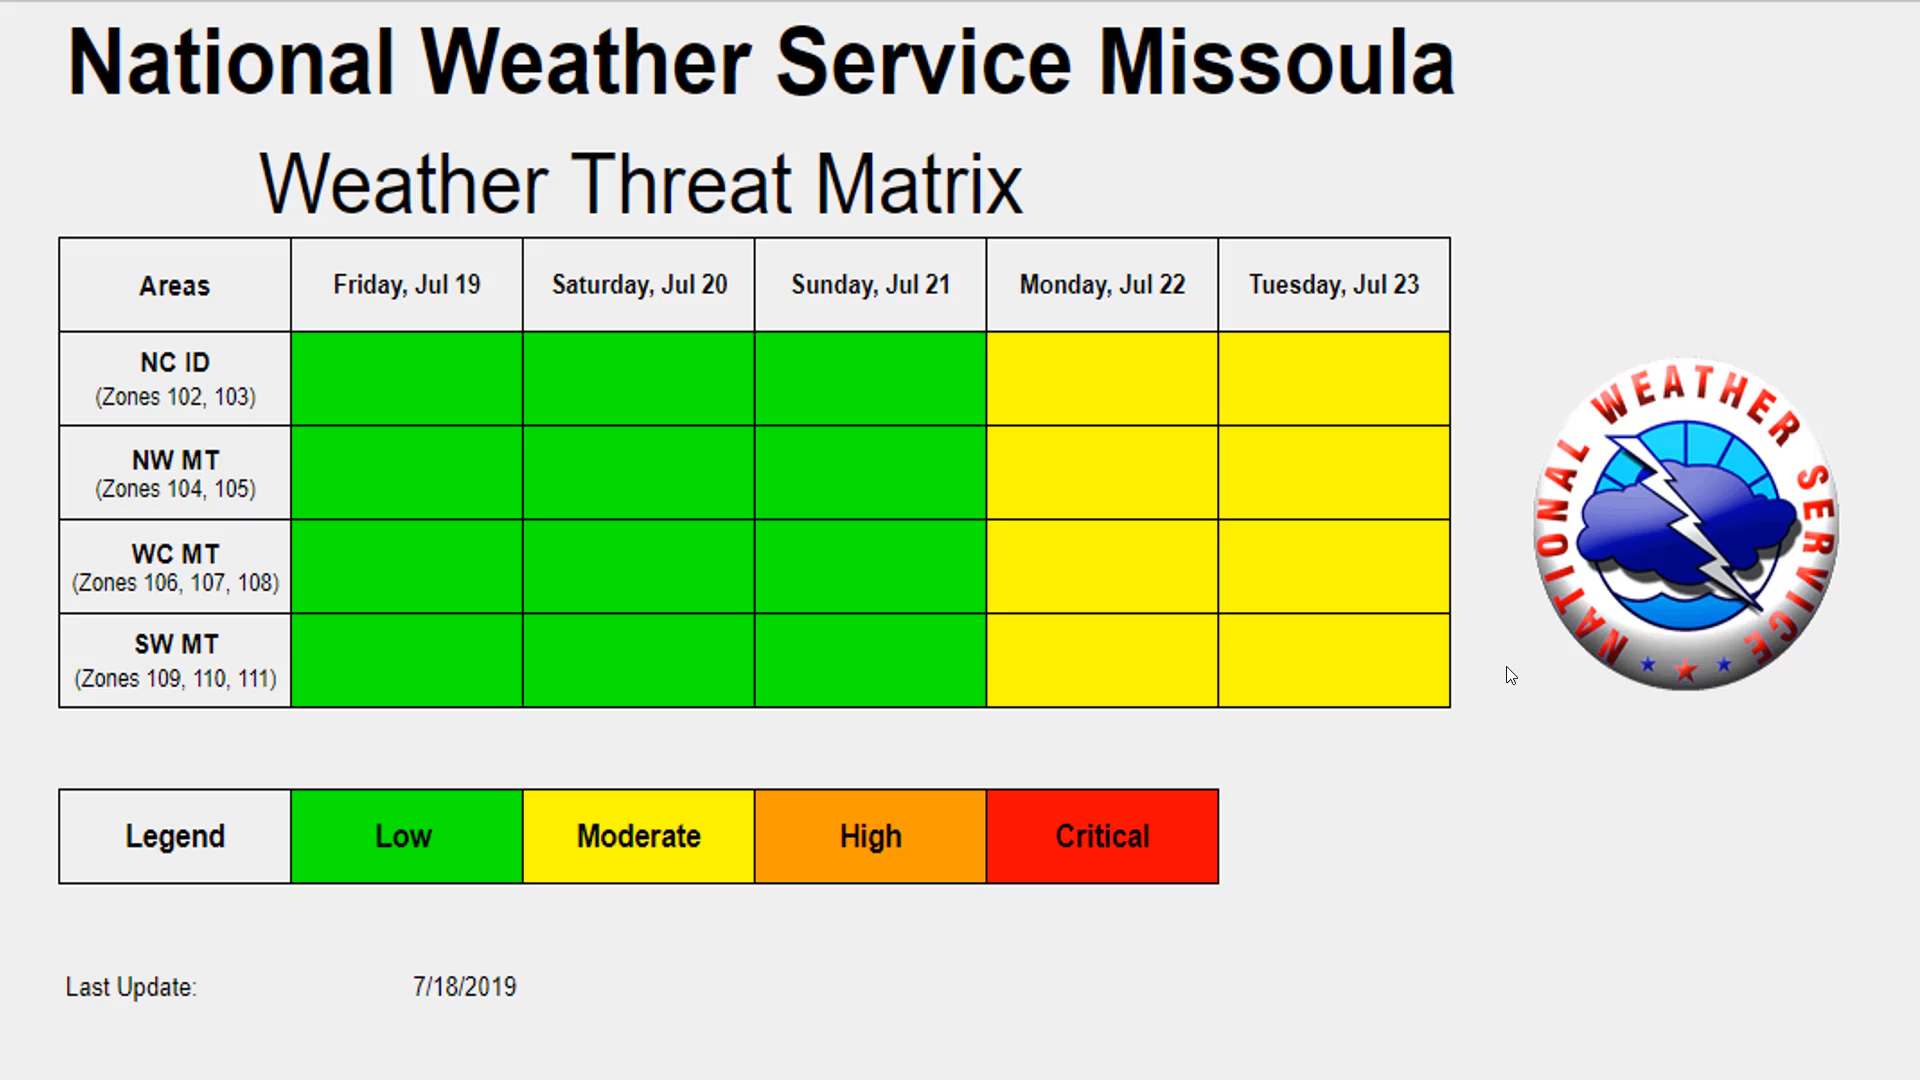 National Weather Service Missoula
Weather Threat Matrix
Areas Friday, Jul 19 Saturday, Jul 20 Sunday, Jul 21 Monday, Jul 22 Tuesday, Jul 23
NC ID
(Zones 102, 103)
NW MT
(Zones 104, 105)
WC MT
(Zones 106, 107, 108)
SW MT
(Zones 109, 110, 111)
NATIONAL WEATHER SERVICE
Legend Low Moderate High Critical
Last Update: 7/18/2019